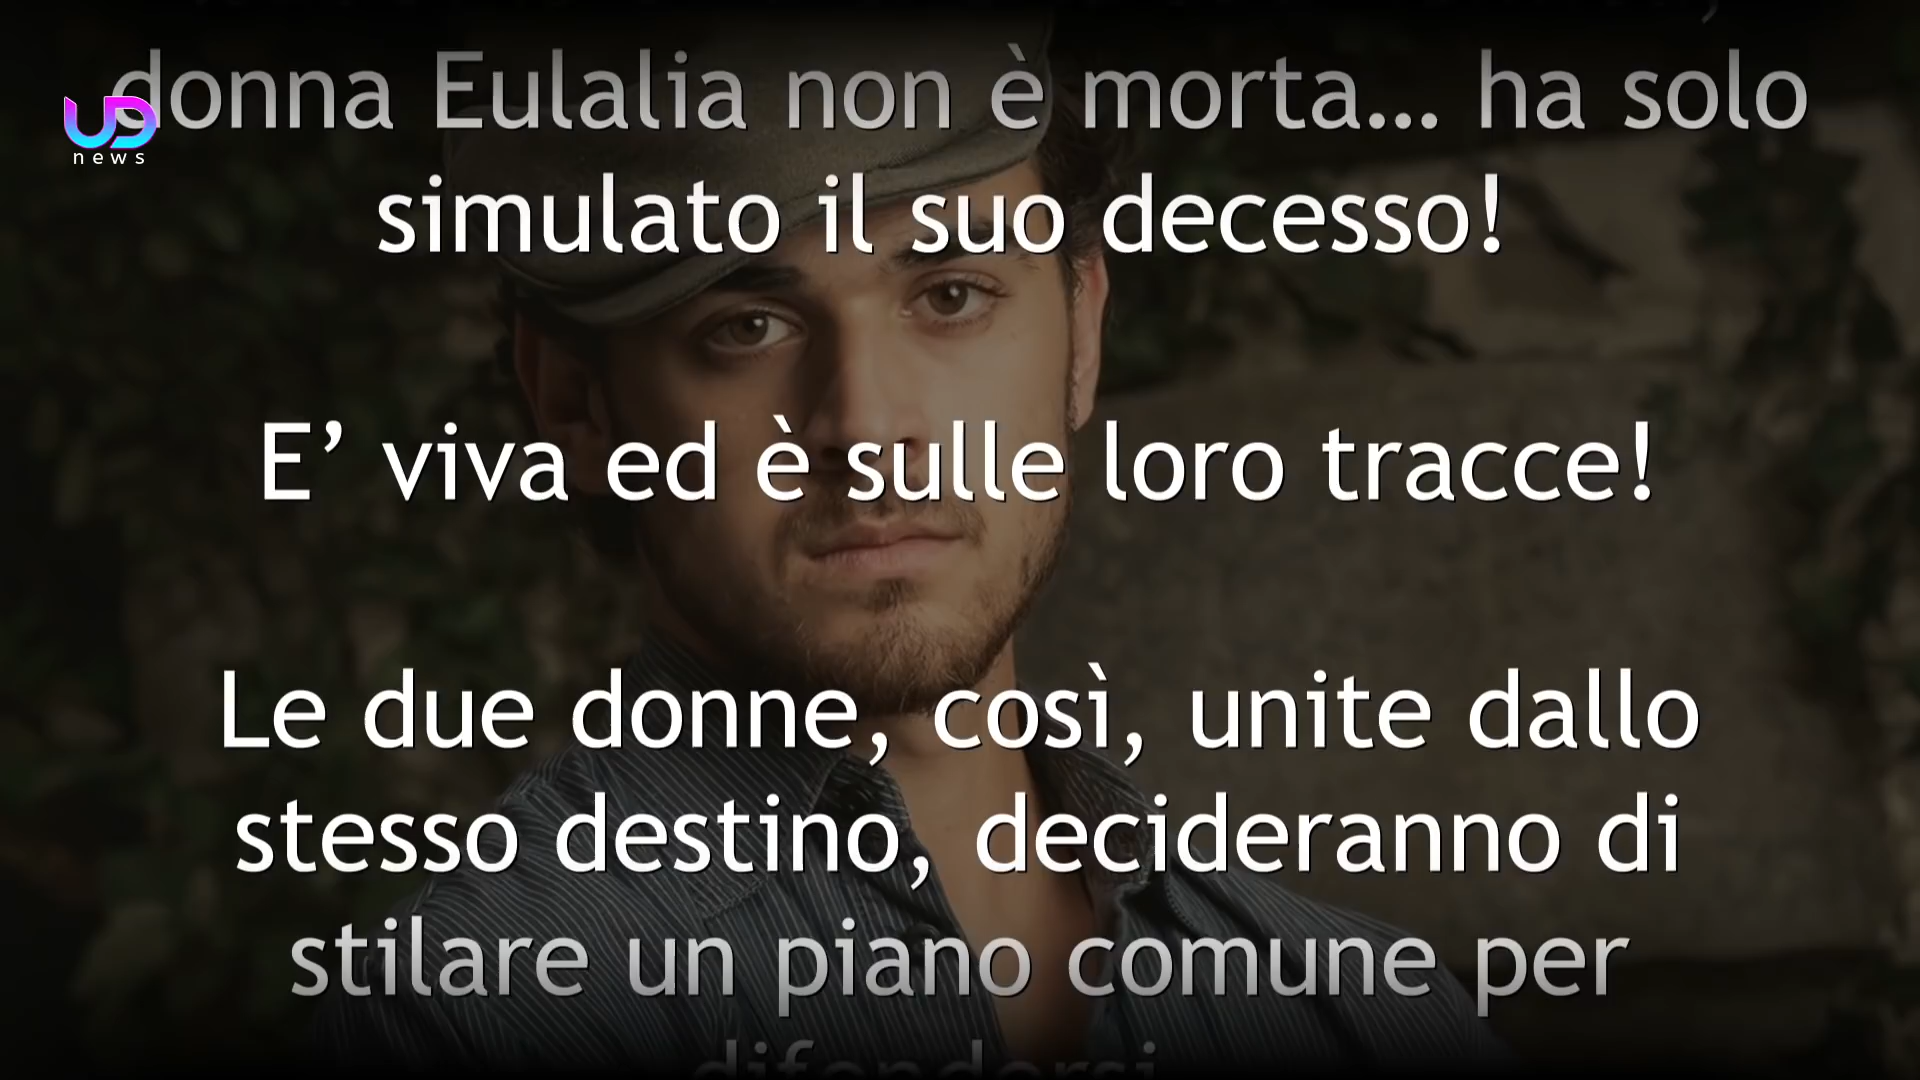 donna Eulalia non è morta... ha solo
simulato il suo decesso!
E’ viva ed è sulle loro tracce!
Le due donne, così, unite dallo
stesso destino, decideranno di
stilare un piano comune per
difendersi
UD
news